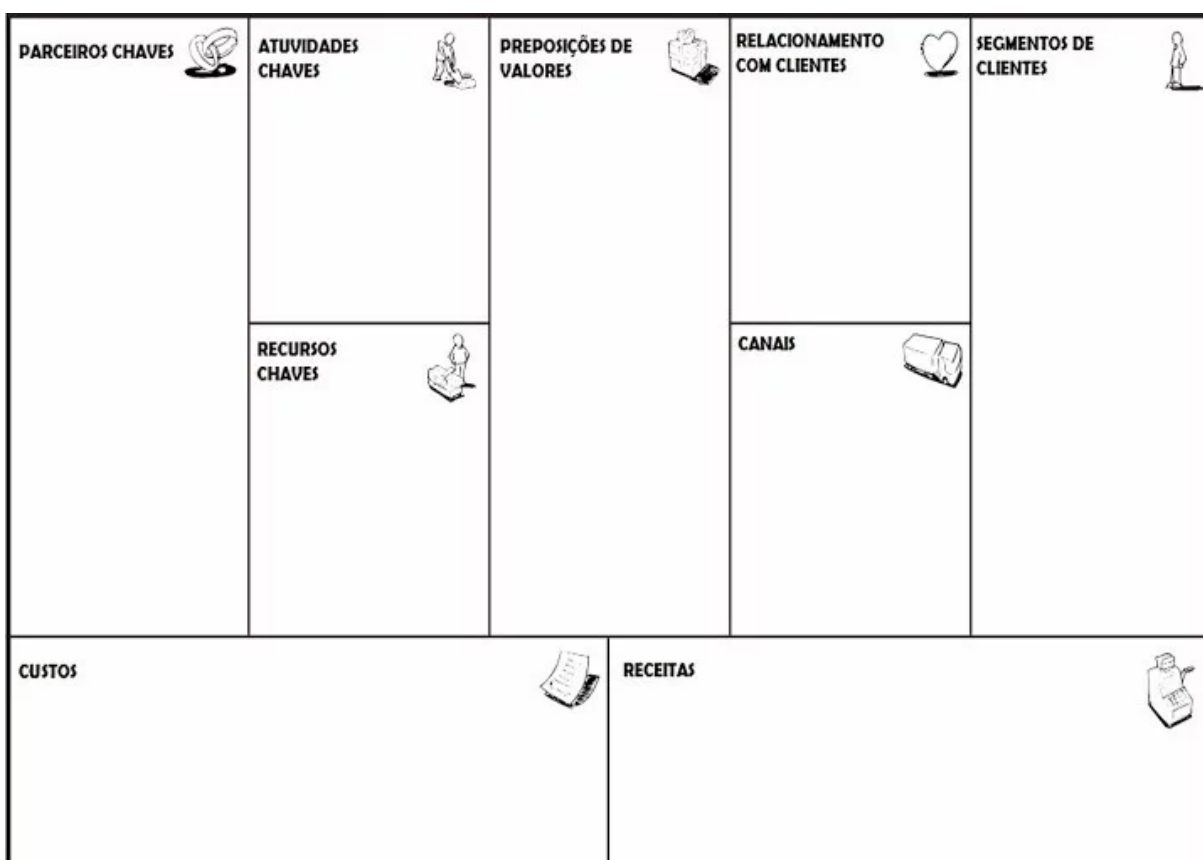 PARCEIROS CHAVES
ATUVIDADES
CHAVES
PREPOSIÇÕES DE
VALORES
RELACIONAMENTO
COM CLIENTES
SEGMENTOS DE
CLIENTES
RECURSOS
CHAVES
CANAIS
CUSTOS
RECEITAS